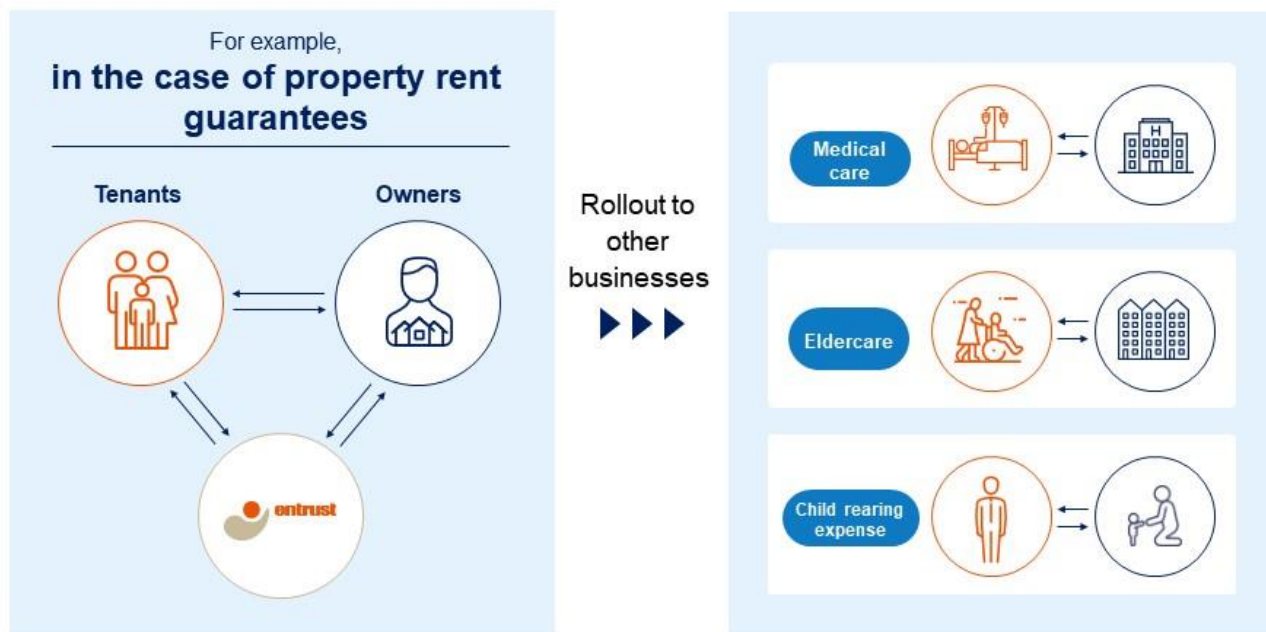 For example,
in the case of property rent
guarantees
Tenants
Owners
entrust
Rollout to
other
businesses
Medical
care
H
Eldercare
Child rearing
expense